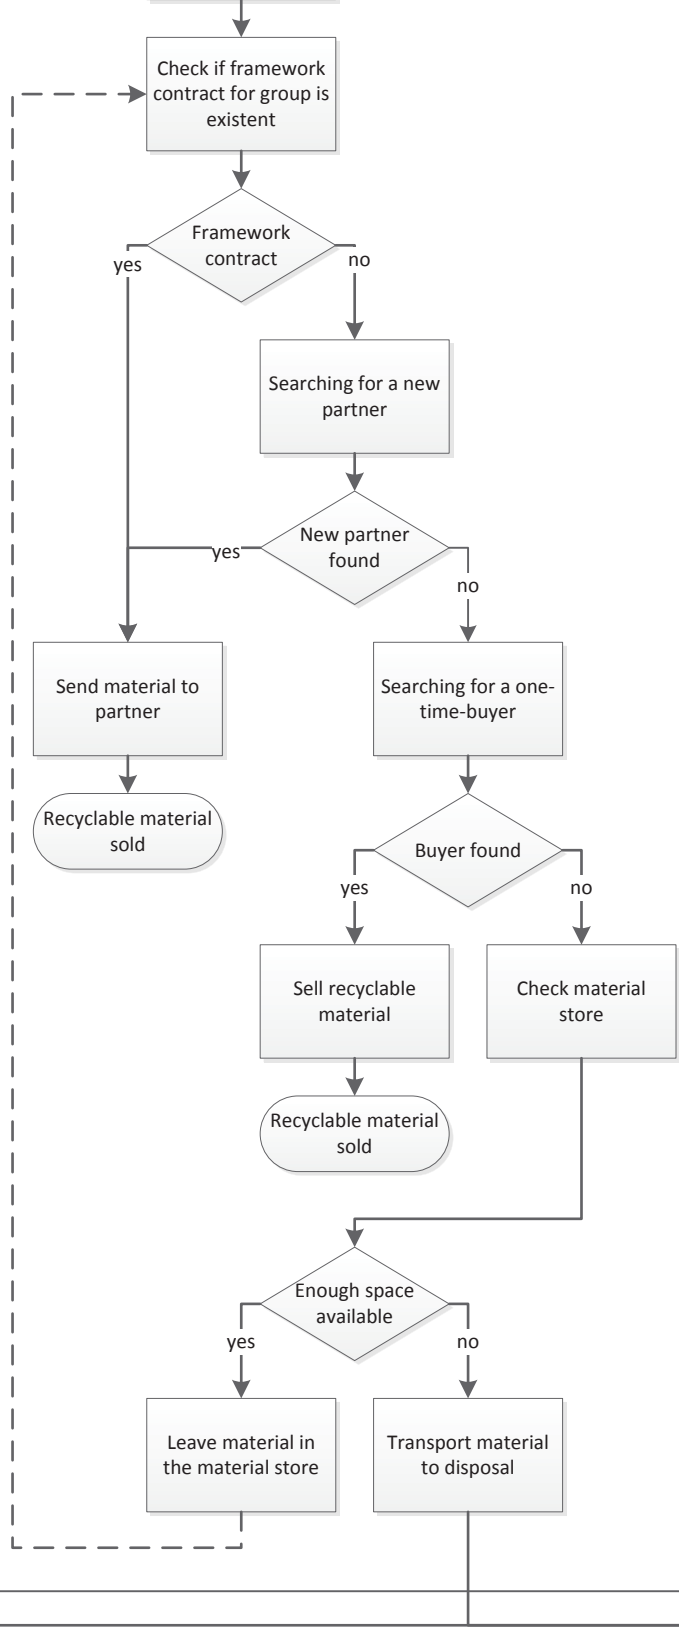 Check if framework
contract for group is
existent
Framework
contract
yes
no
Searching for a new
partner
New partner
found
yes
no
Send material to
partner
Searching for a one-
time-buyer
Recyclable material
sold
Buyer found
yes
no
Sell recyclable
material
Check material
store
Recyclable material
sold
Enough space
available
yes
no
Leave material in
the material store
Transport material
to disposal